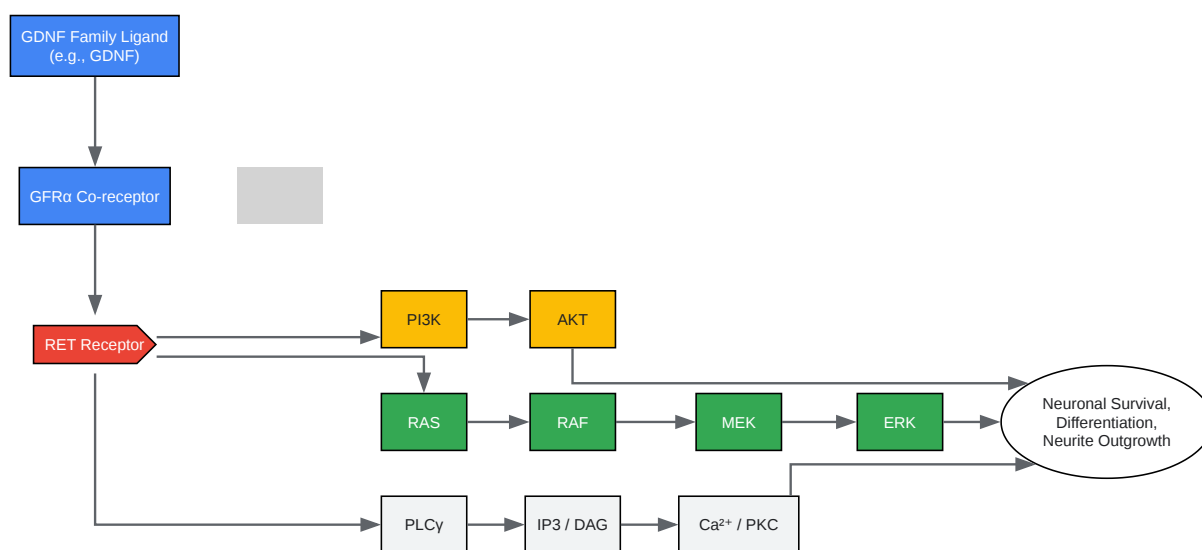 GDNF Family Ligand
(e.g., GDNF)
GFRα Co-receptor
RET Receptor
PI3K
AKT
RAS
RAF
MEK
ERK
Neuronal Survival,
Differentiation,
Neurite Outgrowth
PLCγ
IP3 / DAG
Ca²⁺ / PKC